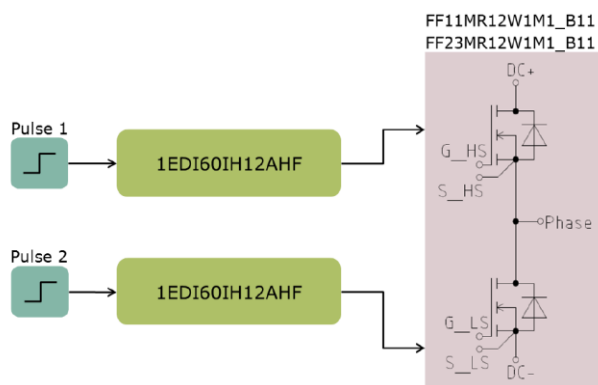 FF11MR12W1M1_B11
FF23MR12W1M1_B11
DC+
Pulse 1
1EDI60IH12AHF
G_HS
S_HS
Phase
Pulse 2
1EDI60IH12AHF
G_LS
S_LS
DC-